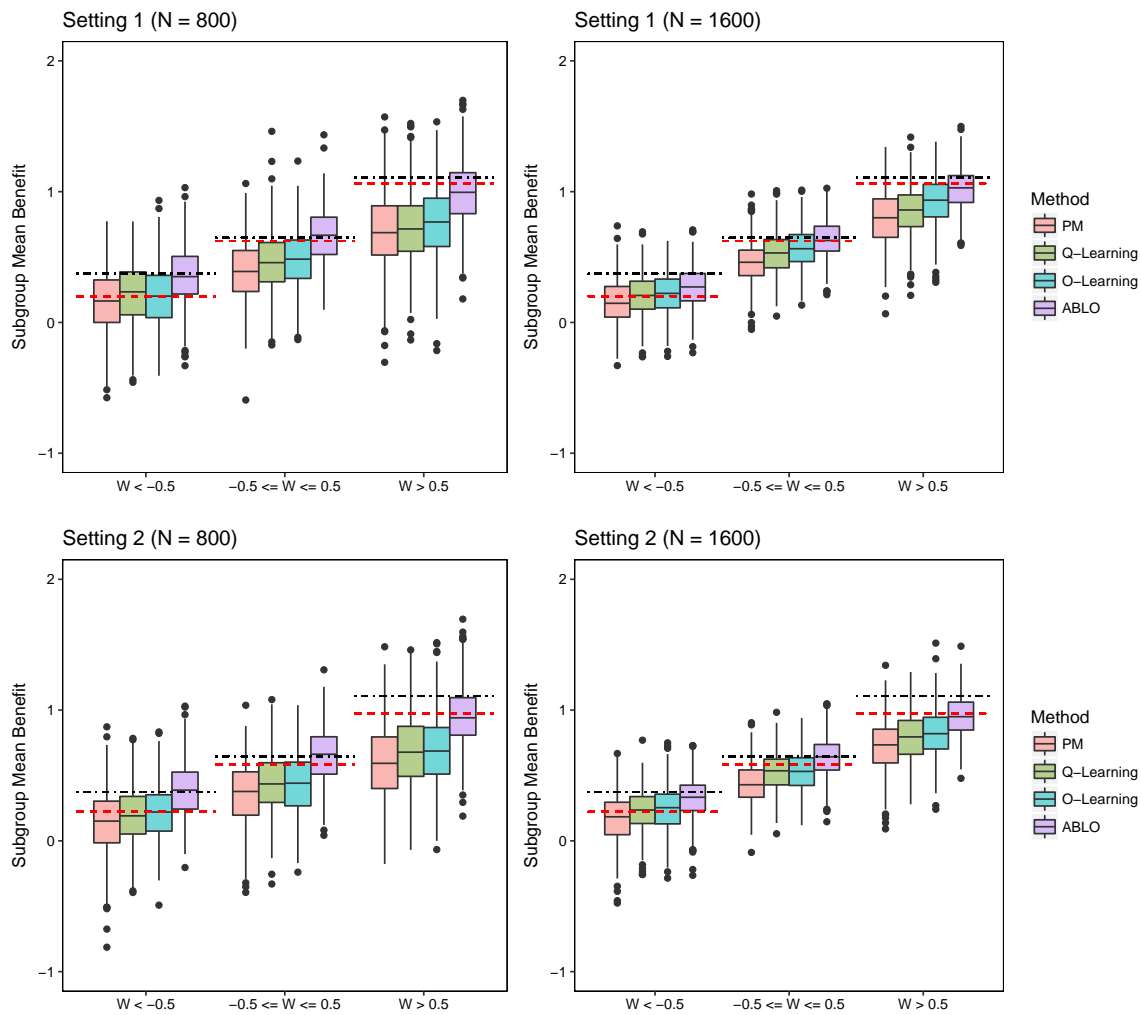 Setting 1 (N = 800)
Setting 1 (N = 1600)
Subgroup Mean Benefit
2
1
0
−1
W < −0.5
−0.5 <= W <= 0.5
W > 0.5
Subgroup Mean Benefit
2
1
0
−1
W < −0.5
−0.5 <= W <= 0.5
W > 0.5
Method
PM
Q−Learning
O−Learning
ABLO
Setting 2 (N = 800)
Setting 2 (N = 1600)
Subgroup Mean Benefit
2
1
0
−1
W < −0.5
−0.5 <= W <= 0.5
W > 0.5
Subgroup Mean Benefit
2
1
0
−1
W < −0.5
−0.5 <= W <= 0.5
W > 0.5
Method
PM
Q−Learning
O−Learning
ABLO